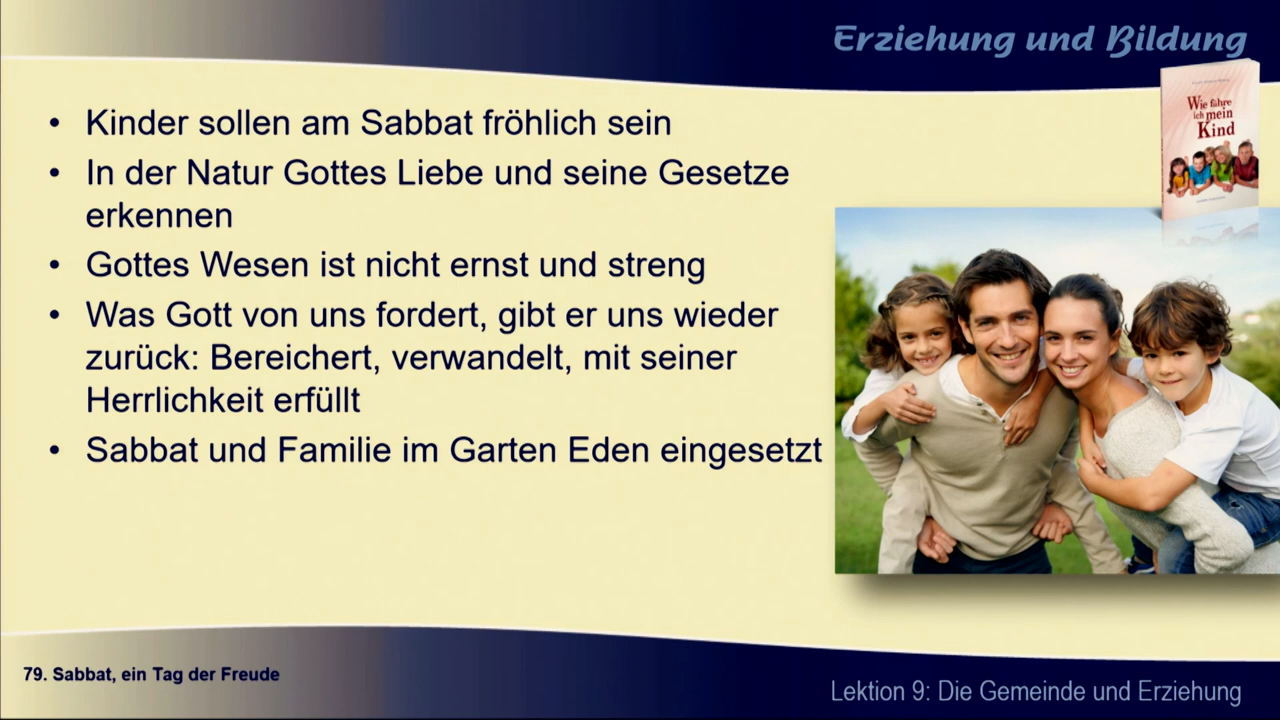 Erziehung und Bildung
Wie führe
ich mein
Kind
• Kinder sollen am Sabbat fröhlich sein
• In der Natur Gottes Liebe und seine Gesetze
erkennen
• Gottes Wesen ist nicht ernst und streng
• Was Gott von uns fordert, gibt er uns wieder
zurück: Bereichert, verwandelt, mit seiner
Herrlichkeit erfüllt
• Sabbat und Familie im Garten Eden eingesetzt
79. Sabbat, ein Tag der Freude
Lektion 9: Die Gemeinde und Erziehung